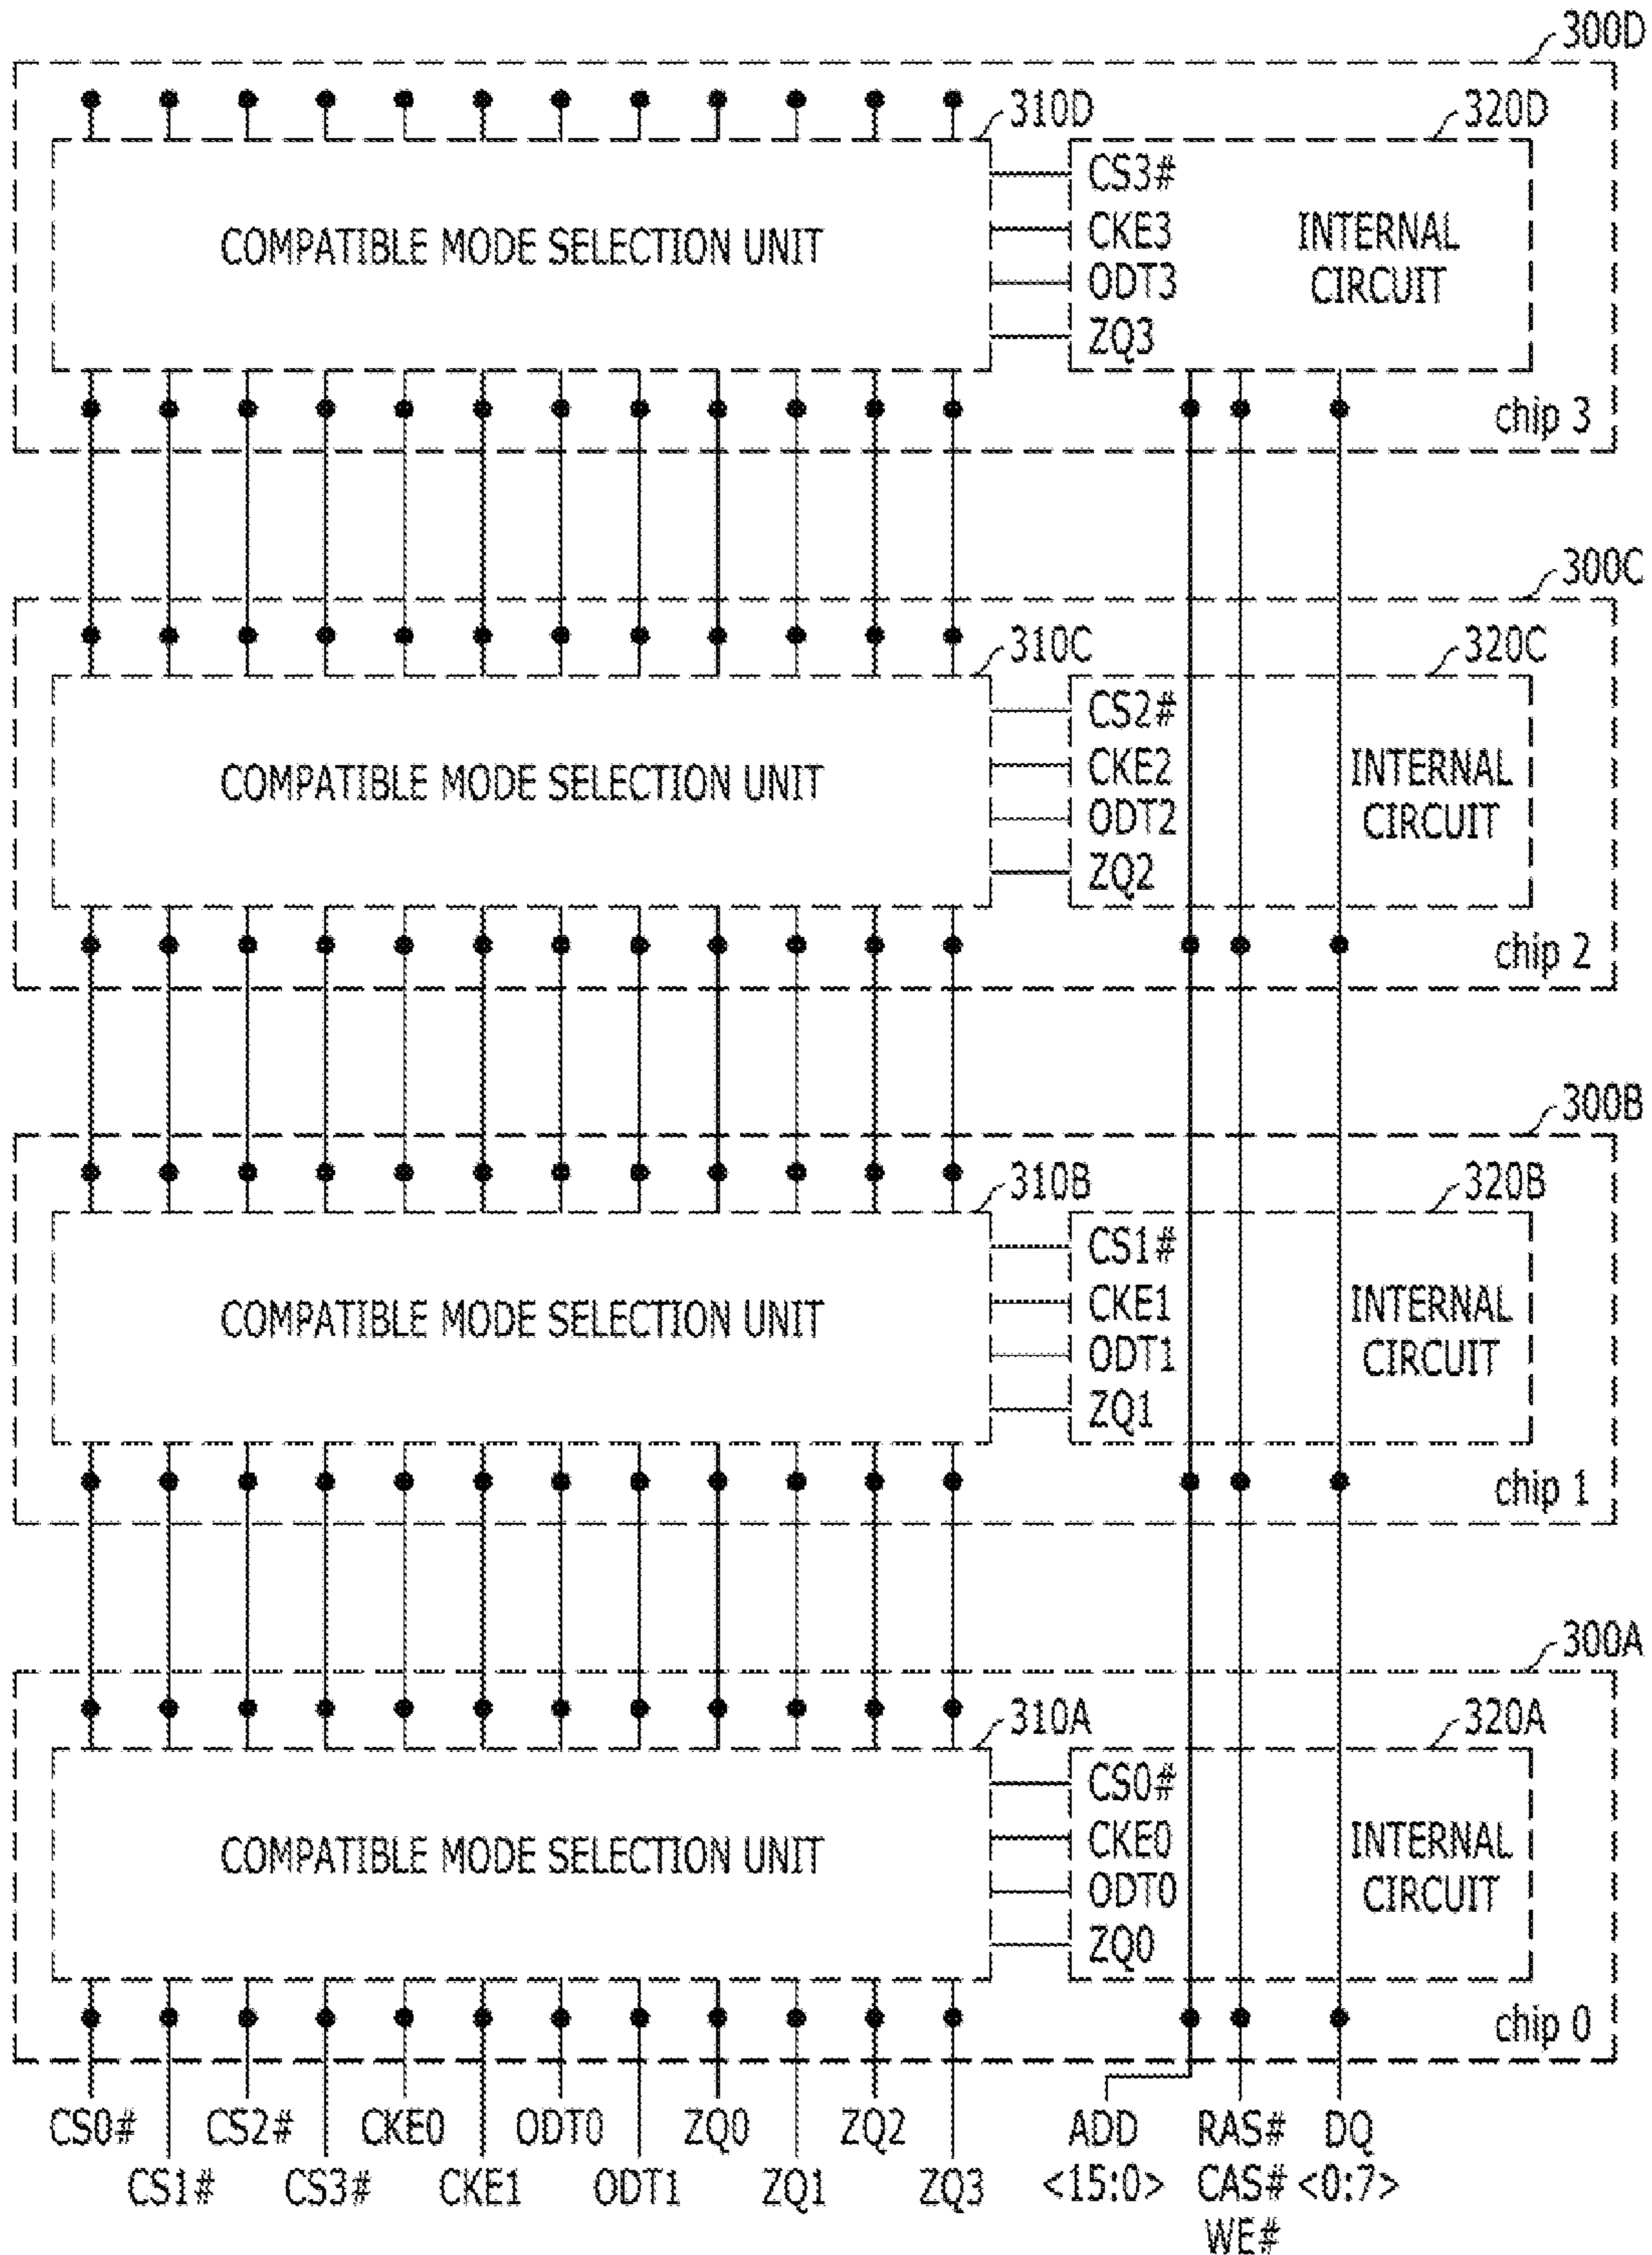 300D
310D
320D
CS3#
CKE3
ODT3
ZQ3
COMPATIBLE MODE SELECTION UNIT
INTERNAL
CIRCUIT
chip 3
300C
310C
320C
CS2#
CKE2
ODT2
ZQ2
COMPATIBLE MODE SELECTION UNIT
INTERNAL
CIRCUIT
chip 2
300B
310B
320B
CS1#
CKE1
ODT1
ZQ1
COMPATIBLE MODE SELECTION UNIT
INTERNAL
CIRCUIT
chip 1
300A
310A
320A
CS0#
CKE0
ODT0
ZQ0
COMPATIBLE MODE SELECTION UNIT
INTERNAL
CIRCUIT
chip 0
CS0# CS2# CKE0 ODT0 ZQ0 ZQ2 ADD RAS# DQ
CS1# CS3# CKE1 ODT1 ZQ1 ZQ3 <15:0> CAS# <0:7>
WE#